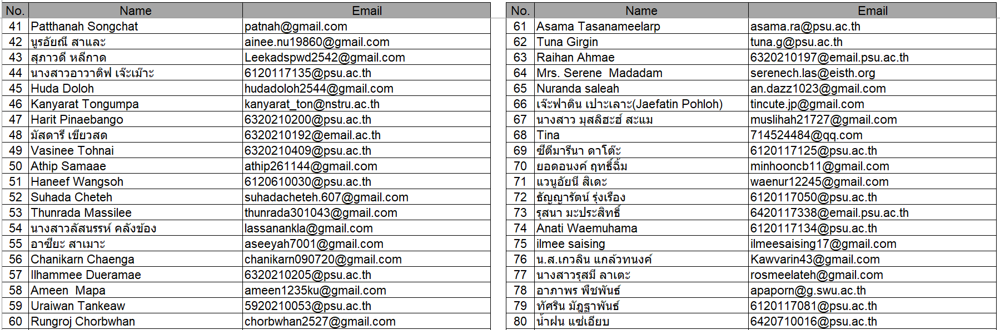 No. Name Email
41 Patthanah Songchat patnah@gmail.com
42 นูรอัยณี สาและ ainee.nu19860@gmail.com
43 สุภาวดี หลีกาด Leekadspwd2542@gmail.com
44 นางสาวอาวาติฟ เจ๊ะเม๊าะ 6120117135@psu.ac.th
45 Huda Doloh hudadoloh2544@gmail.com
46 Kanyarat Tongumpa kanyarat_ton@nstru.ac.th
47 Harit Pinaebango 6320210200@psu.ac.th
48 มัสดารี เขียวสด 6320210192@email.ac.th
49 Vasinee Tohnai 6320210409@psu.ac.th
50 Athip Samaae athip261144@gmail.com
51 Haneef Wangsoh 6120610030@psu.ac.th
52 Suhada Cheteh suhadacheteh.607@gmail.com
53 Thunrada Massilee thunrada301043@gmail.com
54 นางสาวลัสนรรห์ คลังข้อง lassanankla@gmail.com
55 อาซียะ สาเมาะ aseeyah7001@gmail.com
56 Chanikarn Chaenga chanikarn090720@gmail.com
57 Ilhammee Dueramae 6320210205@psu.ac.th
58 Ameen  Mapa ameen1235ku@gmail.com
59 Uraiwan Tankeaw 5920210053@psu.ac.th
60 Rungroj Chorbwhan chorbwhan2527@gmail.com
No. Name Email
61 Asama Tasanameelarp asama.ra@psu.ac.th
62 Tuna Girgin tuna.g@psu.ac.th
63 Raihan Ahmae 6320210197@email.psu.ac.th
64 Mrs. Serene  Madadam serenech.las@eisth.org
65 Nuranda saleah an.dazz1023@gmail.com
66 เจ๊ะฟาติน เปาะเลาะ(Jaefatin Pohloh) tincute.jp@gmail.com
67 นางสาว มุสลิฮะฮ์ สะแม muslihah21727@gmail.com
68 Tina 714524484@qq.com
69 ซีตีมารีนา ดาโต๊ะ 6120117125@psu.ac.th
70 ยอดอนงค์ ฤทธิ์ฉิ้ม minhooncb11@gmail.com
71 แวนูอัยนี สิเดะ waenur12245@gmail.com
72 ธัญญารัตน์ รุ่งเรือง 6120117050@psu.ac.th
73 รุสนา มะประสิทธิ์ 6420117338@email.psu.ac.th
74 Anati Waemuhama 6120117134@psu.ac.th
75 ilmee saising ilmeesaising17@gmail.com
76 น.ส.เกวลิน แกล้วทนงค์ Kawvarin43@gmail.com
77 นางสาวรุสมี ลาเตะ rosmeelateh@gmail.com
78 อาภาพร พืชพันธ์ apaporn@g.swu.ac.th
79 ทัศริน มัฎฐาพันธ์ 6120117081@psu.ac.th
80 น้ำฝน แซ่เอียบ 6420710016@psu.ac.th